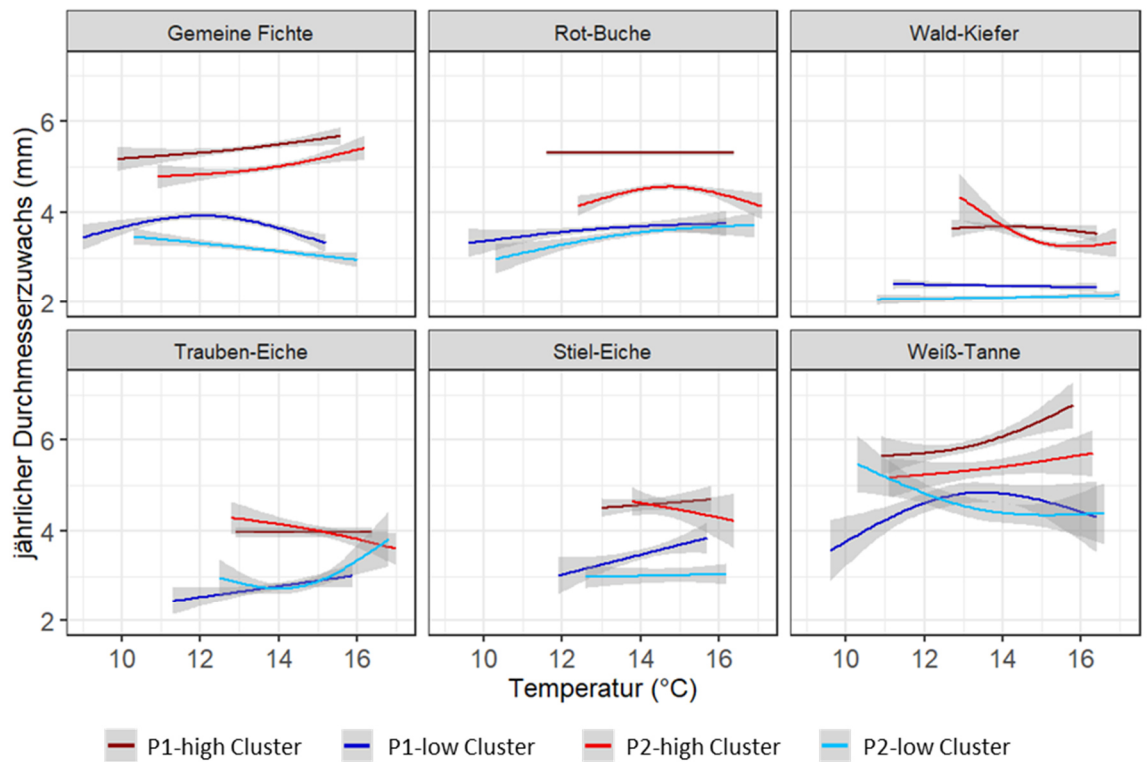 Gemeine Fichte
Rot-Buche
Wald-Kiefer
6
4
2
Trauben-Eiche
Stiel-Eiche
Weiß-Tanne
6
4
2
jährlicher Durchmesserzuwachs (mm)
10 12 14 16
10 12 14 16
10 12 14 16
Temperatur (°C)
P1-high Cluster
P1-low Cluster
P2-high Cluster
P2-low Cluster